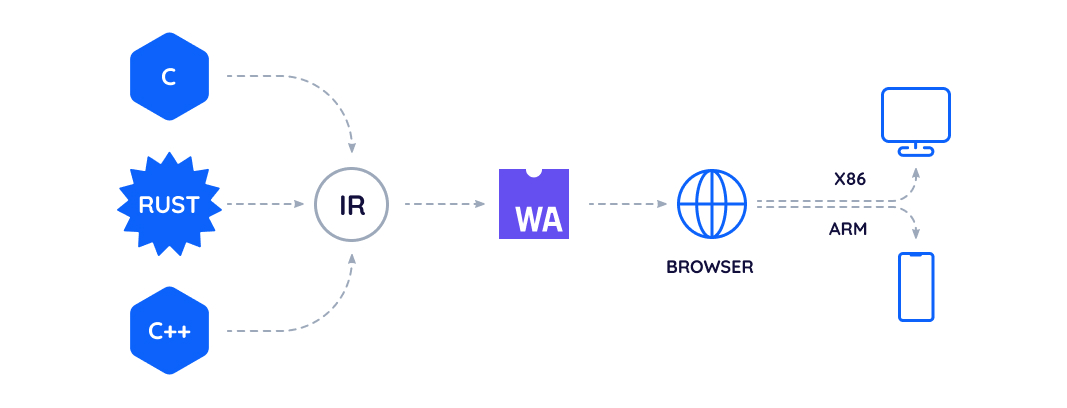 C
RUST
C++
IR
WA
BROWSER
X86
ARM